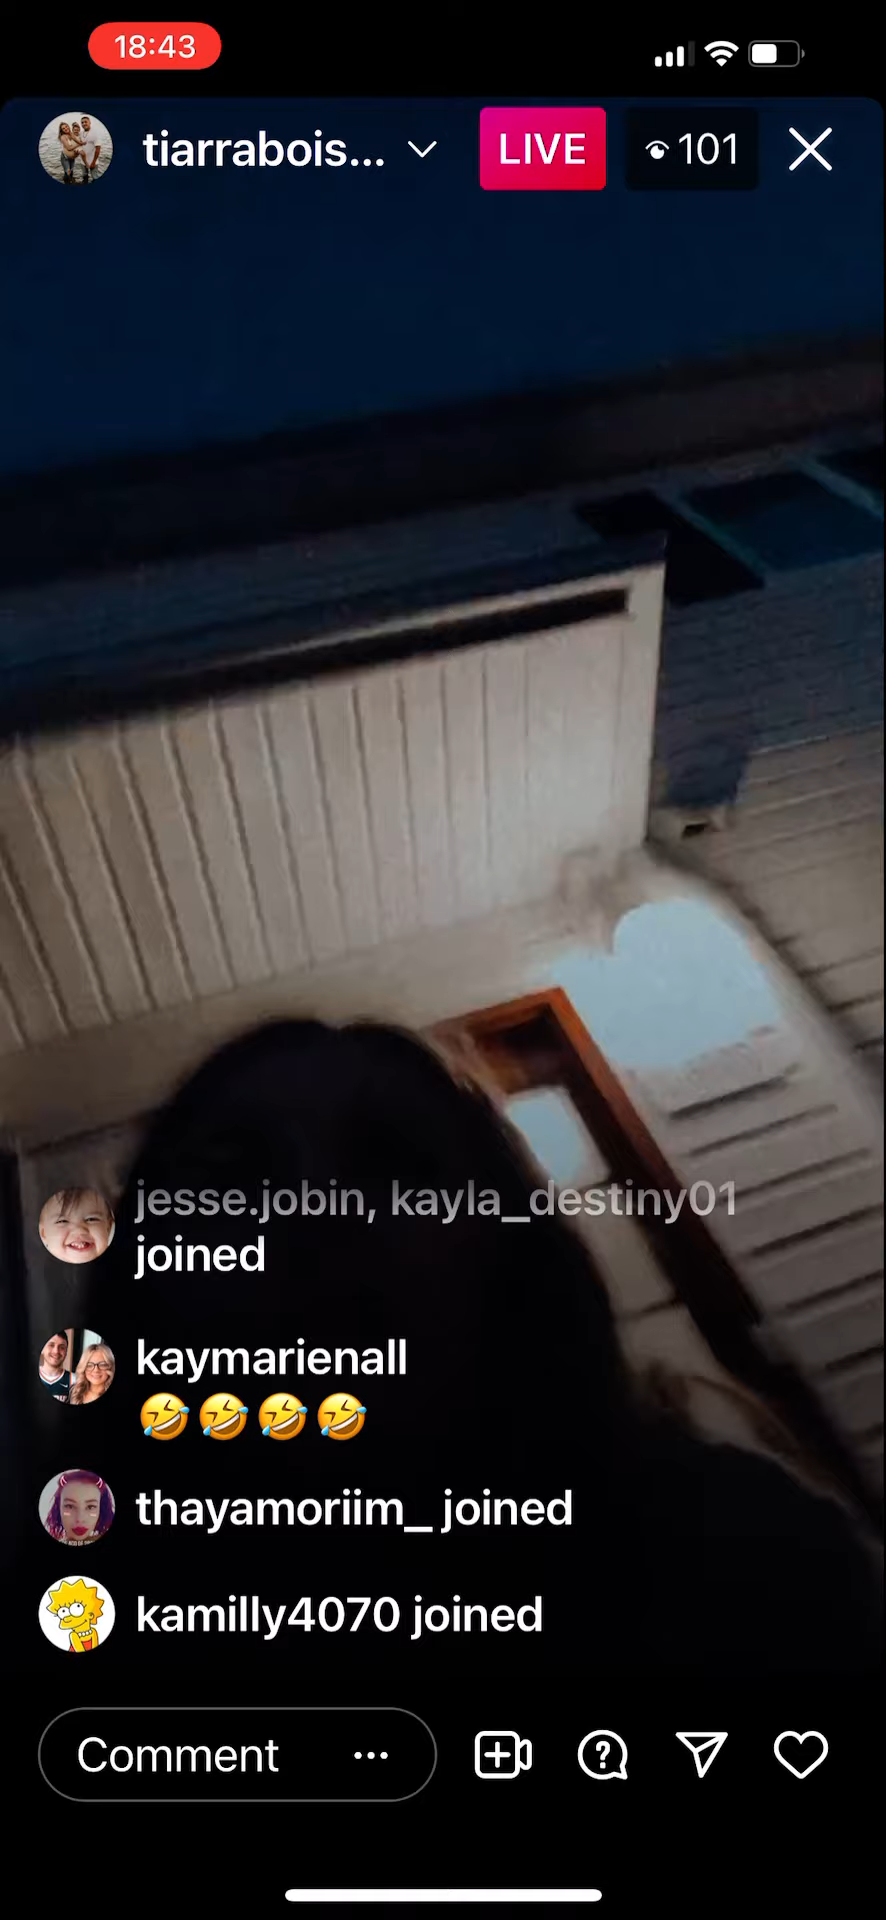 18:43
tiarrabois...
LIVE
101
jesse.jobin, kayla_destiny01
joined
kaymarienall
🤣🤣🤣🤣
thayamoriim_ joined
kamilly4070 joined
Comment